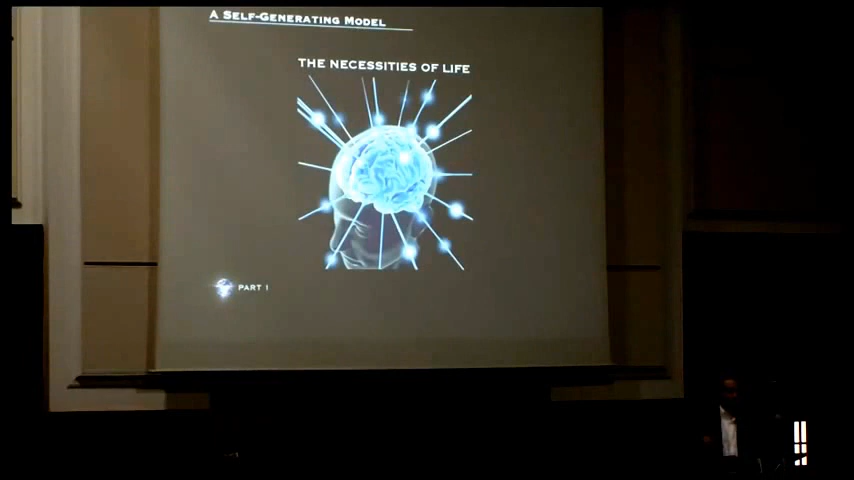 A Self-Generating Model
THE NECESSITIES OF LIFE
PART 1